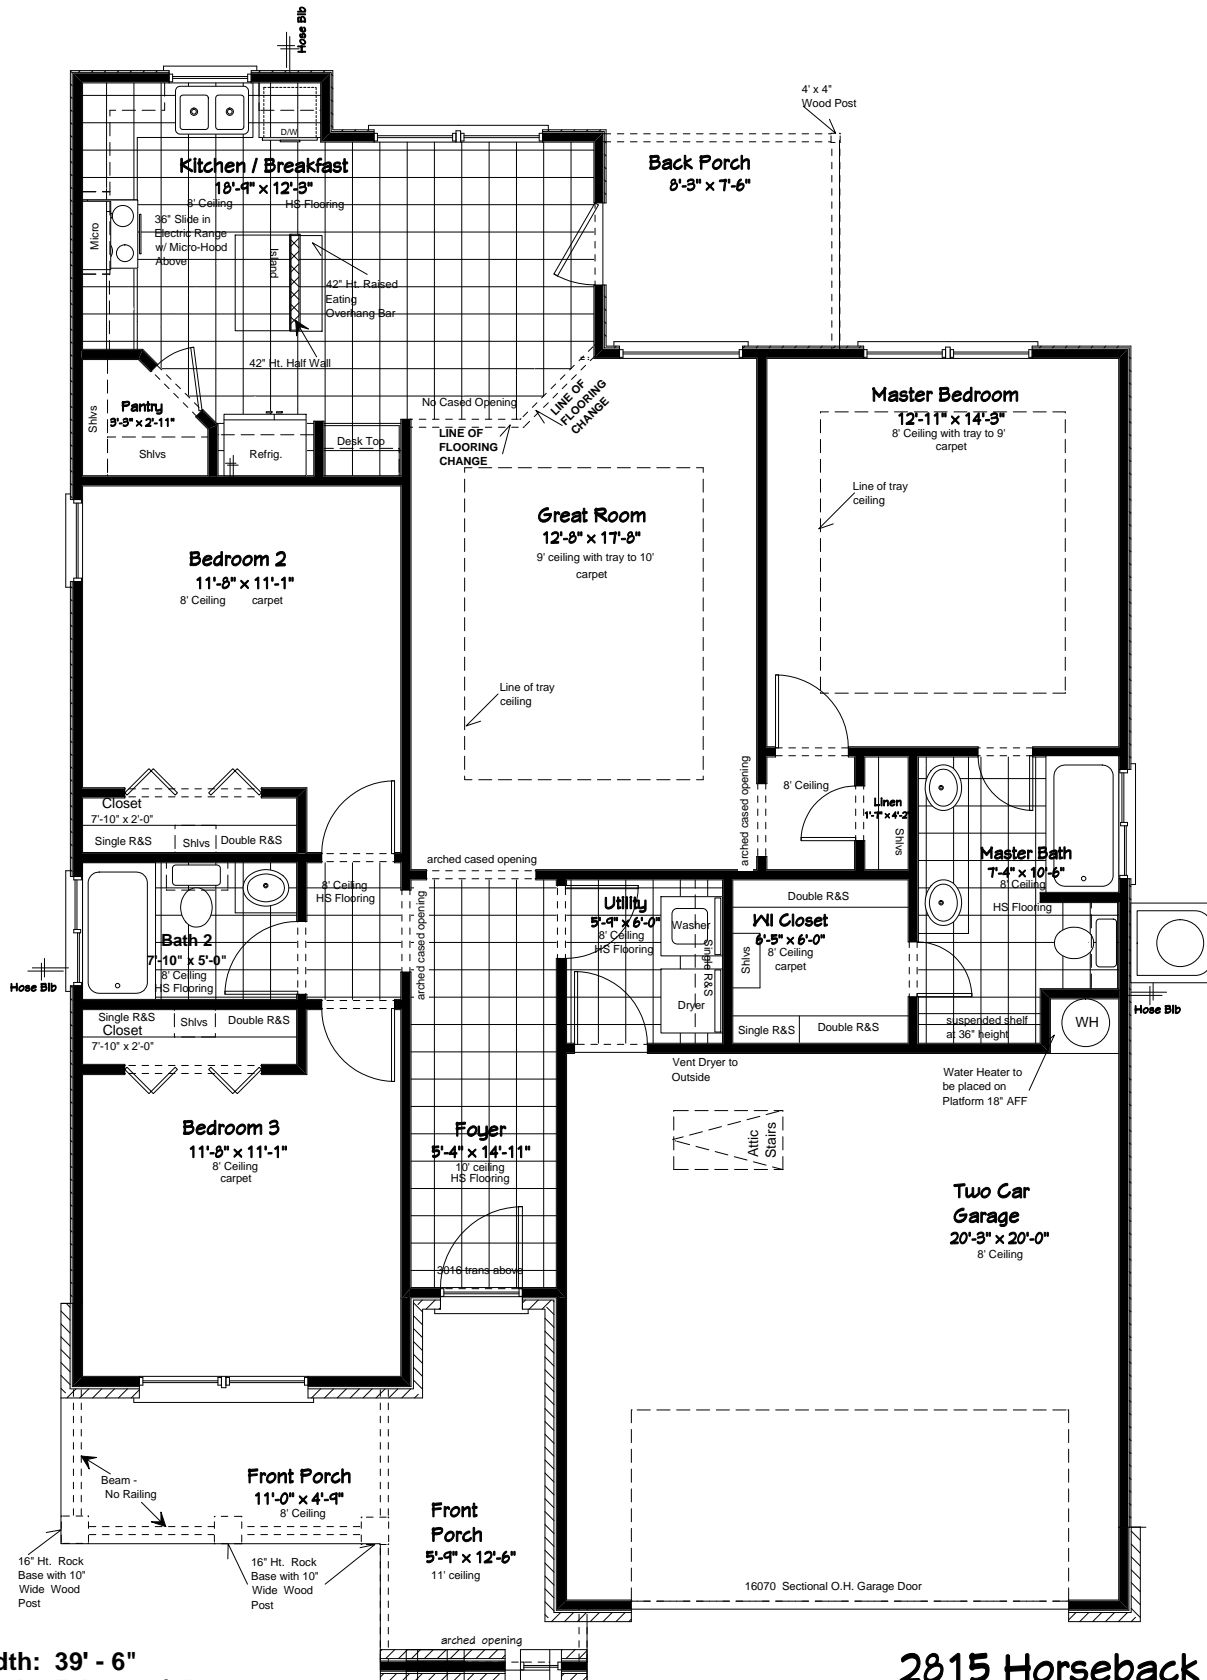 Hose Bib
4' x 4"
Wood Post
D/W
Kitchen / Breakfast
18'-9" x 12'-3"
8' Ceiling HS Flooring
Back Porch
8'-3" x 7'-6"
Micro
36" Slide in
Electric Range
w/ Micro-Hood
Above
Island
42" Ht. Raised
Eating
Overhang Bar
42" Ht. Half Wall
Pantry
3'-3" x 2'-11"
Shlvs
Shlvs
Refrig.
Desk Top
No Cased Opening
LINE OF
FLOORING
CHANGE
LINE OF
FLOORING
CHANGE
Master Bedroom
12'-11" x 14'-3"
8' Ceiling with tray to 9'
carpet
Line of tray
ceiling
Great Room
12'-8" x 17'-8"
9' ceiling with tray to 10'
carpet
Line of tray
ceiling
Bedroom 2
11'-8" x 11'-1"
8' Ceiling carpet
Closet
7'-10" x 2'-0"
Single R&S Shlvs Double R&S
arched cased opening
arched cased opening
8' Ceiling
Linen
1'-7" x 4'-2"
Shlvs
Master Bath
7'-4" x 10'-6"
8' Ceiling
HS Flooring
8' Ceiling
HS Flooring
arched cased opening
Utility
5'-9" x 6'-0"
8' Ceiling
HS Flooring
Washer
Single R&S
Dryer
Double R&S
WI Closet
6'-5" x 6'-0"
8' Ceiling
carpet
Shlvs
Single R&S Double R&S
Bath 2
7'-10" x 5'-0"
8' Ceiling
HS Flooring
Hose Bib
Hose Bib
Single R&S Shlvs Double R&S
Closet
7'-10" x 2'-0"
suspended shelf
at 36" height
WH
Water Heater to
be placed on
Platform 18" AFF
Vent Dryer to
Outside
Attic
Stairs
Bedroom 3
11'-8" x 11'-1"
8' Ceiling
carpet
Foyer
5'-4" x 14'-11"
10' ceiling
HS Flooring
3016 trans above
Two Car
Garage
20'-3" x 20'-0"
8' Ceiling
Beam -
No Railing
Front Porch
11'-0" x 4'-9"
8' Ceiling
Front
Porch
5'-9" x 12'-6"
11' ceiling
16" Ht. Rock
Base with 10"
Wide Wood
Post
16" Ht. Rock
Base with 10"
Wide Wood
Post
16070 Sectional O.H. Garage Door
arched opening
dth: 39' - 6"
2815 Horseback